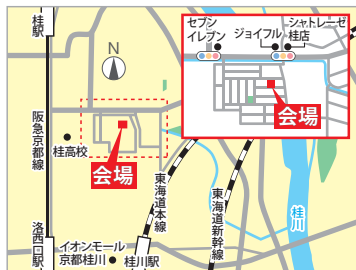 桂駅
N
セブン
イレブン
ジョイフル
シャトレーゼ
桂店
会場
阪急京都線
桂高校
会場
東海道本線
東海道新幹線
桂川
洛西口駅
イオンモール
京都桂川
桂川駅